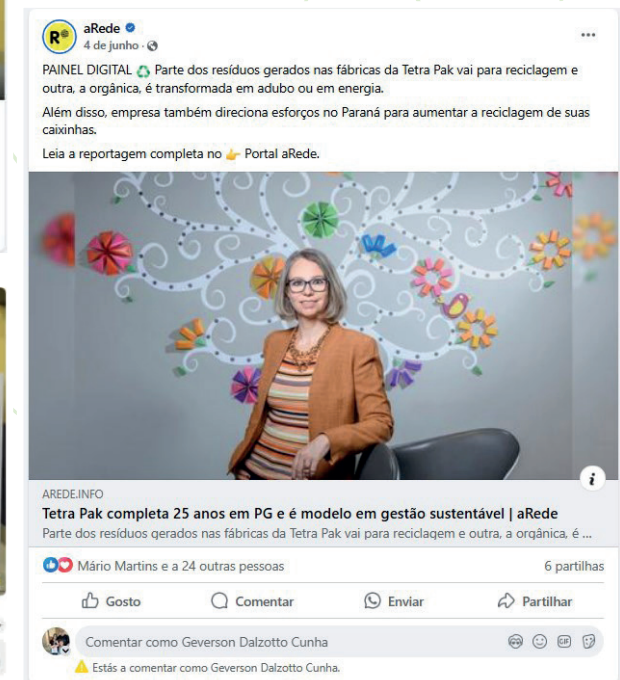 R
aRede
4 de junho ·
PAINEL DIGITAL Parte dos resíduos gerados nas fábricas da Tetra Pak vai para reciclagem e
outra, a orgânica, é transformada em adubo ou em energia.
Além disso, empresa também direciona esforços no Paraná para aumentar a reciclagem de suas
caixinhas.
Leia a reportagem completa no Portal aRede.
AREDE.INFO
Tetra Pak completa 25 anos em PG e é modelo em gestão sustentável | aRede
Parte dos resíduos gerados nas fábricas da Tetra Pak vai para reciclagem e outra, a orgânica, é ...
Mário Martins e a 24 outras pessoas 6 partilhas
Gosto Comentar Enviar Partilhar
Comentar como Geverson Dalzotto Cunha GIF
Estás a comentar como Geverson Dalzotto Cunha.